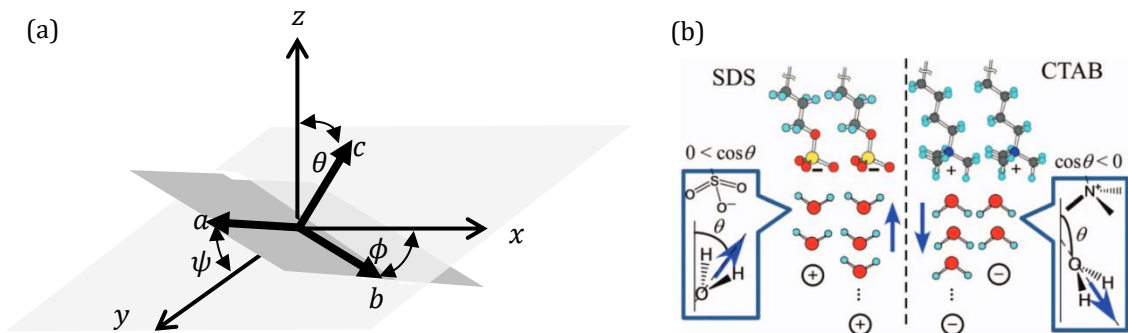 (a)
z
c
θ
a
x
ψ
ϕ
b
y
(b)
SDS
CTAB
0 < cosθ
cosθ < 0
S
O
O
O⁻
θ
H
H
O
−
−
+
+
+
−
⋮
⋮
+
−
N⁺
θ
O
H
H